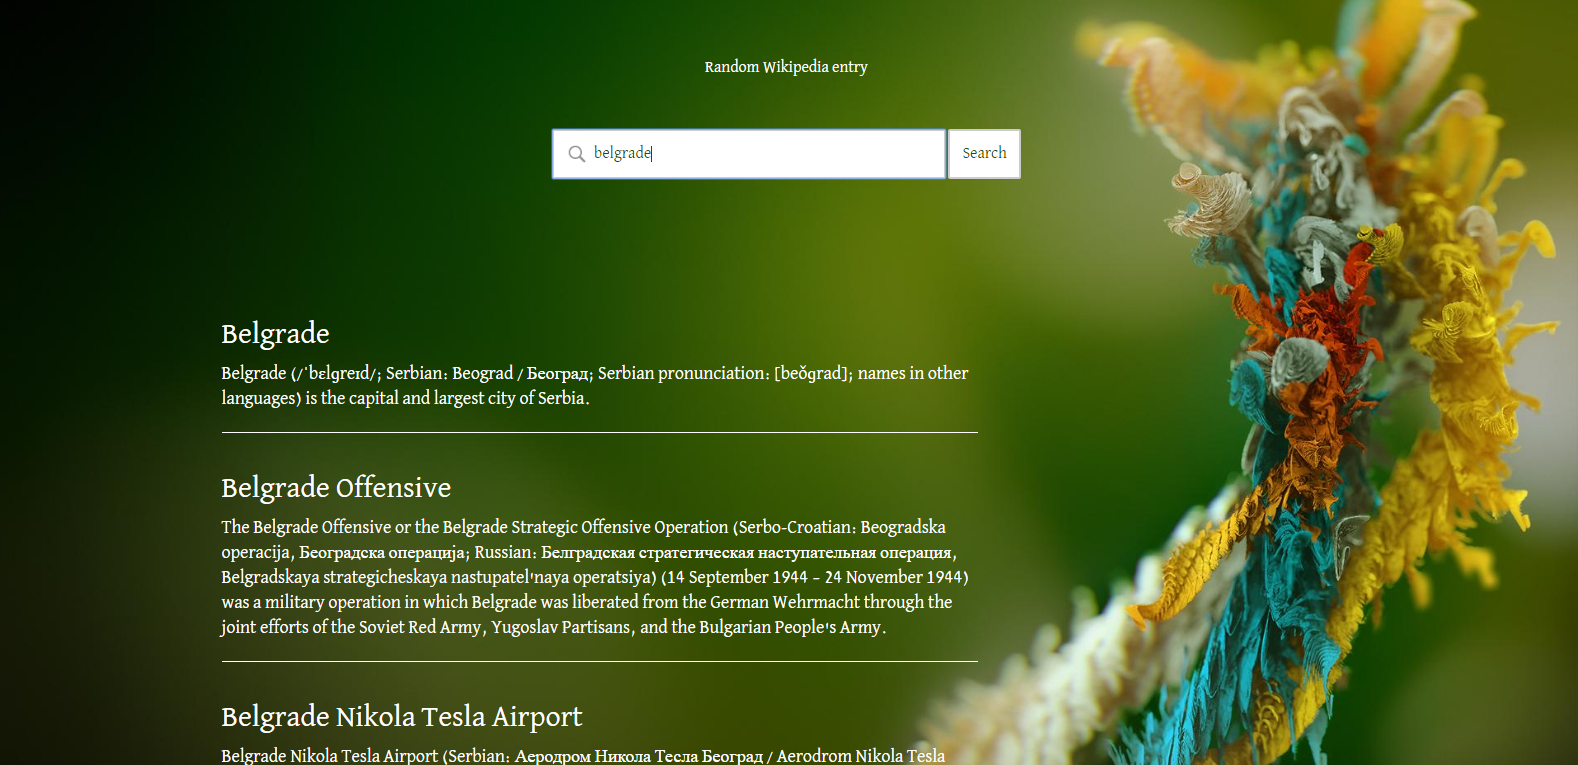 Random Wikipedia entry
belgrade
Search
Belgrade
Belgrade (/ˈbɛlɡreɪd/; Serbian: Beograd / Београд; Serbian pronunciation: [beǒɡrad]; names in other
languages) is the capital and largest city of Serbia.
Belgrade Offensive
The Belgrade Offensive or the Belgrade Strategic Offensive Operation (Serbo-Croatian: Beogradska
operacija, Београдска операција; Russian: Белградская стратегическая наступательная операция,
Belgradskaya strategicheskaya nastupatel'naya operatsiya) (14 September 1944 – 24 November 1944)
was a military operation in which Belgrade was liberated from the German Wehrmacht through the
joint efforts of the Soviet Red Army, Yugoslav Partisans, and the Bulgarian People's Army.
Belgrade Nikola Tesla Airport
Belgrade Nikola Tesla Airport (Serbian: Аеродром Никола Тесла Београд / Aerodrom Nikola Tesla